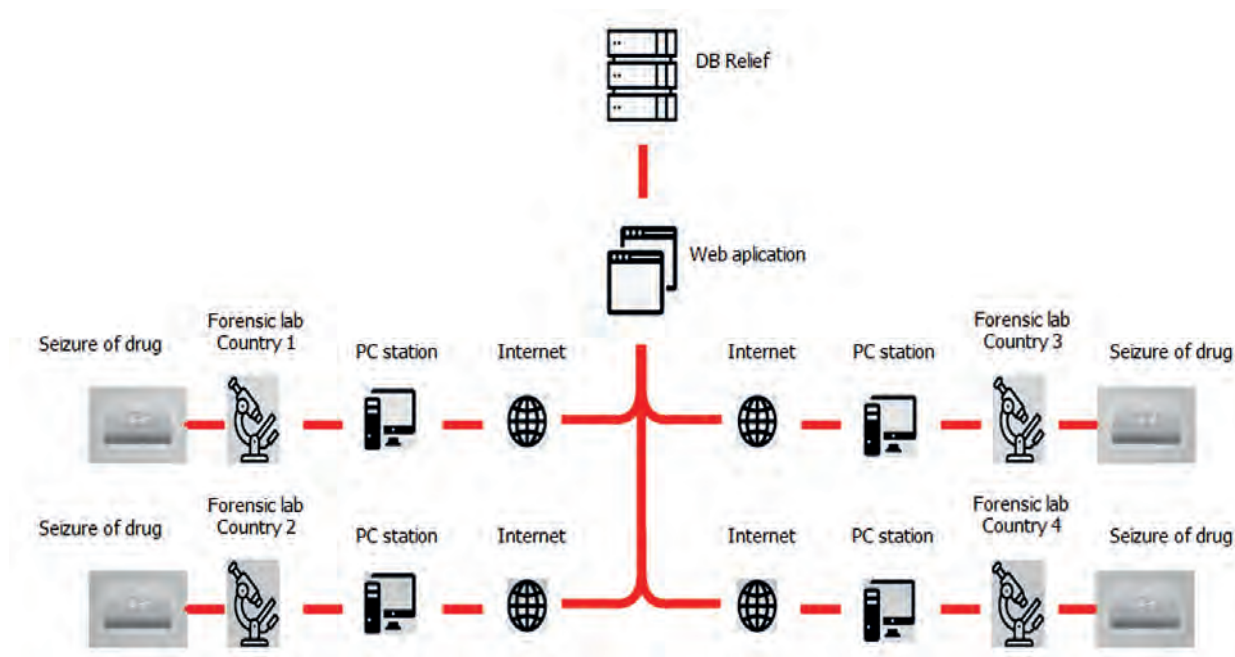 DB Relief
Web aplication
Seizure of drug
Forensic lab
Country 1
PC station
Internet
Internet
PC station
Forensic lab
Country 3
Seizure of drug
Seizure of drug
Forensic lab
Country 2
PC station
Internet
Internet
PC station
Forensic lab
Country 4
Seizure of drug